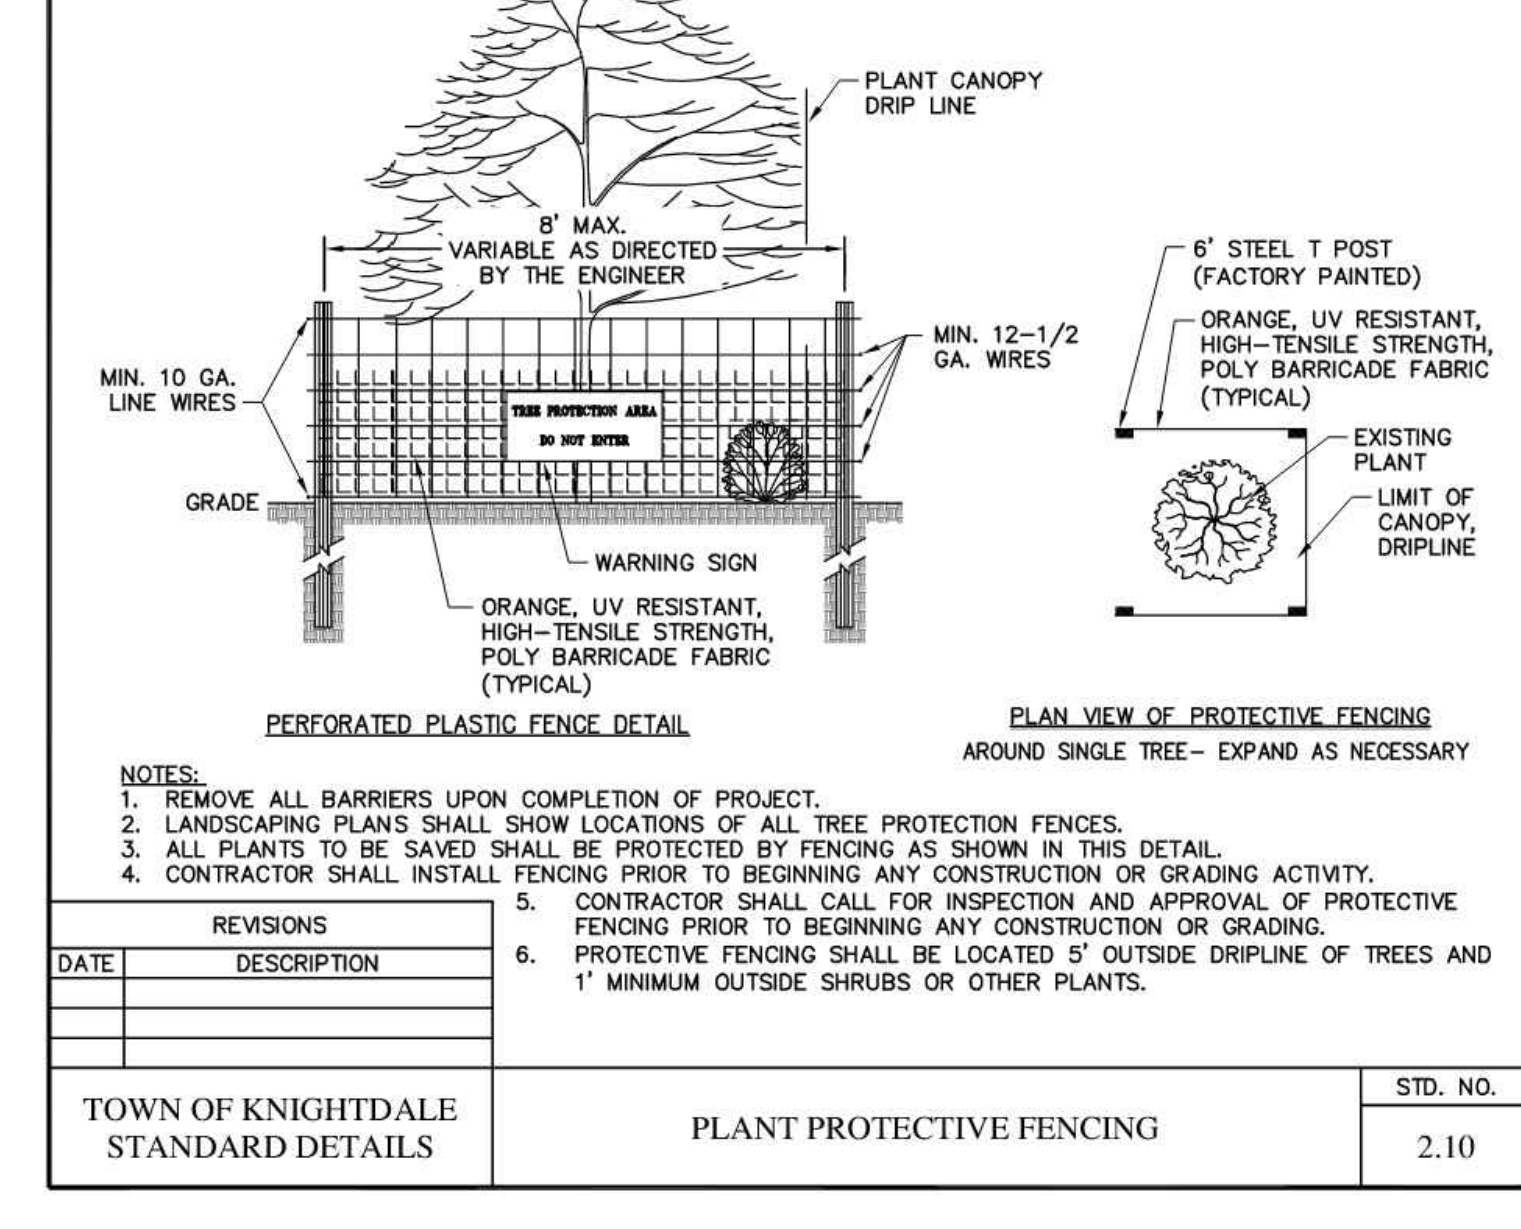 PLANT CANOPY
DRIP LINE
8' MAX.
VARIABLE AS DIRECTED
BY THE ENGINEER
6' STEEL T POST
(FACTORY PAINTED)
ORANGE, UV RESISTANT,
HIGH-TENSILE STRENGTH,
POLY BARRICADE FABRIC
(TYPICAL)
MIN. 12-1/2
GA. WIRES
MIN. 10 GA.
LINE WIRES
TREE PROTECTION AREA
DO NOT ENTER
EXISTING
PLANT
GRADE
LIMIT OF
CANOPY,
DRIPLINE
WARNING SIGN
ORANGE, UV RESISTANT,
HIGH-TENSILE STRENGTH,
POLY BARRICADE FABRIC
(TYPICAL)
PERFORATED PLASTIC FENCE DETAIL
PLAN VIEW OF PROTECTIVE FENCING
AROUND SINGLE TREE- EXPAND AS NECESSARY
NOTES:
1. REMOVE ALL BARRIERS UPON COMPLETION OF PROJECT.
2. LANDSCAPING PLANS SHALL SHOW LOCATIONS OF ALL TREE PROTECTION FENCES.
3. ALL PLANTS TO BE SAVED SHALL BE PROTECTED BY FENCING AS SHOWN IN THIS DETAIL.
4. CONTRACTOR SHALL INSTALL FENCING PRIOR TO BEGINNING ANY CONSTRUCTION OR GRADING ACTIVITY.
5. CONTRACTOR SHALL CALL FOR INSPECTION AND APPROVAL OF PROTECTIVE
FENCING PRIOR TO BEGINNING ANY CONSTRUCTION OR GRADING.
6. PROTECTIVE FENCING SHALL BE LOCATED 5' OUTSIDE DRIPLINE OF TREES AND
1' MINIMUM OUTSIDE SHRUBS OR OTHER PLANTS.
REVISIONS
DATE DESCRIPTION
TOWN OF KNIGHTDALE
STANDARD DETAILS
PLANT PROTECTIVE FENCING
STD. NO.
2.10